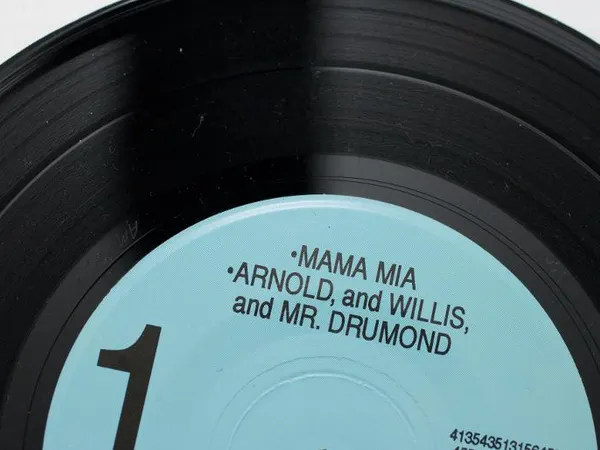 •MAMA MIA
•ARNOLD, and WILLIS,
and MR. DRUMOND
1